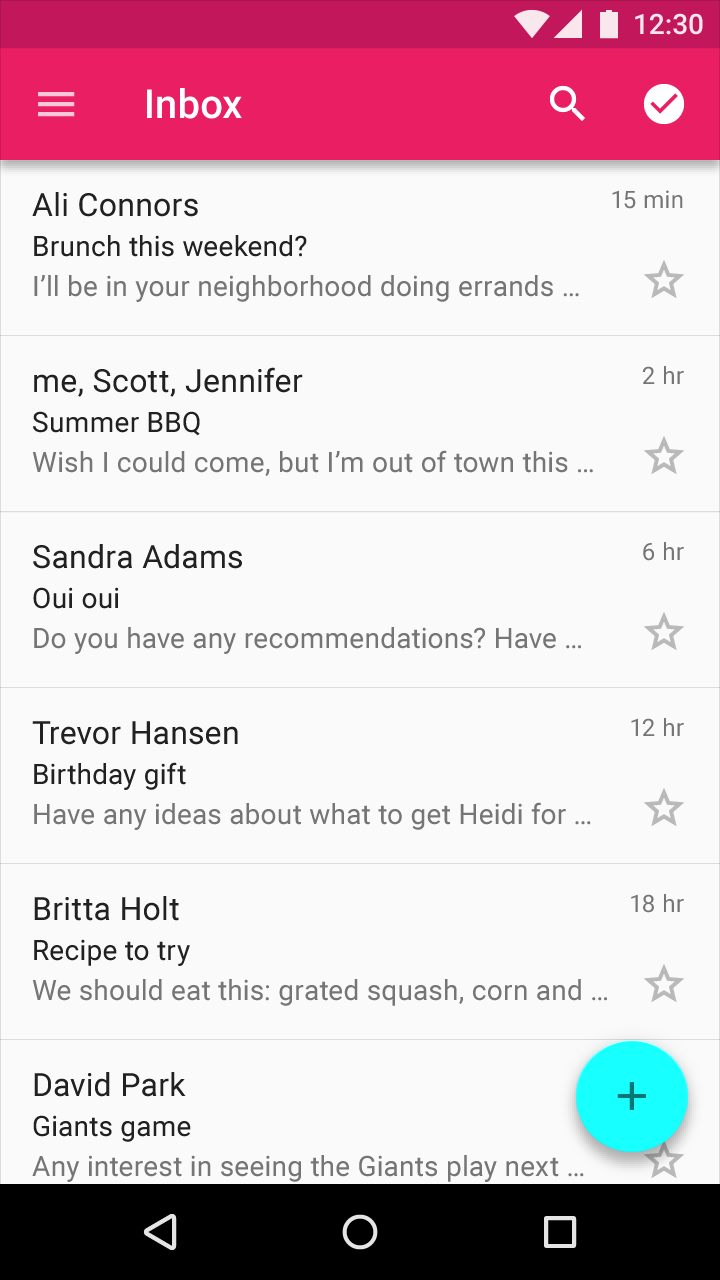 12:30
Inbox
Ali Connors
15 min
Brunch this weekend?
I’ll be in your neighborhood doing errands …
me, Scott, Jennifer
2 hr
Summer BBQ
Wish I could come, but I’m out of town this …
Sandra Adams
6 hr
Oui oui
Do you have any recommendations? Have …
Trevor Hansen
12 hr
Birthday gift
Have any ideas about what to get Heidi for …
Britta Holt
18 hr
Recipe to try
We should eat this: grated squash, corn and …
David Park
Giants game
Any interest in seeing the Giants play next …